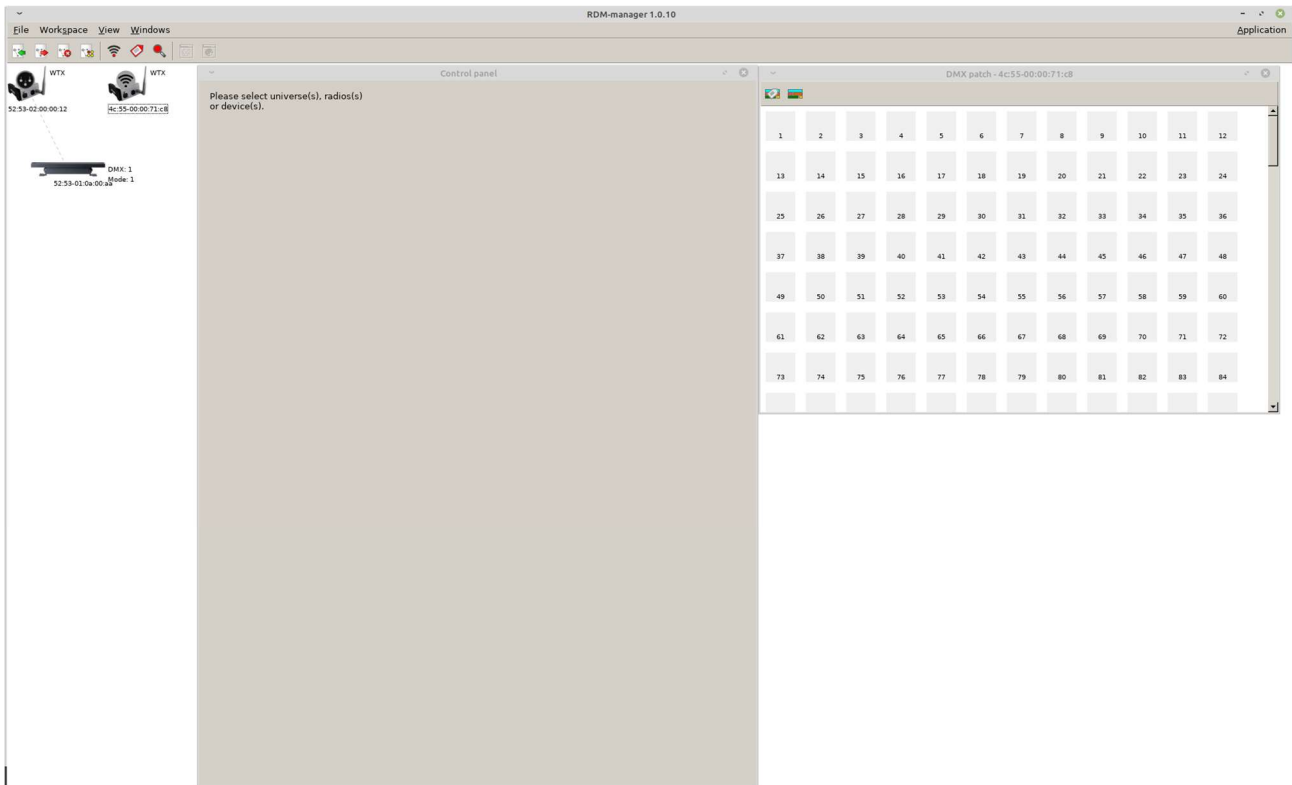 RDM-manager 1.0.10
File Workspace View Windows Application
WTX WTX
52:53-02:00:00:12 4c:55-00:00:71:c8
DMX: 1
Mode: 1
52:53-01:0a:00:aa
Control panel
Please select universe(s), radios(s)
or device(s).
DMX patch - 4c:55-00:00:71:c8
1 2 3 4 5 6 7 8 9 10 11 12
13 14 15 16 17 18 19 20 21 22 23 24
25 26 27 28 29 30 31 32 33 34 35 36
37 38 39 40 41 42 43 44 45 46 47 48
49 50 51 52 53 54 55 56 57 58 59 60
61 62 63 64 65 66 67 68 69 70 71 72
73 74 75 76 77 78 79 80 81 82 83 84